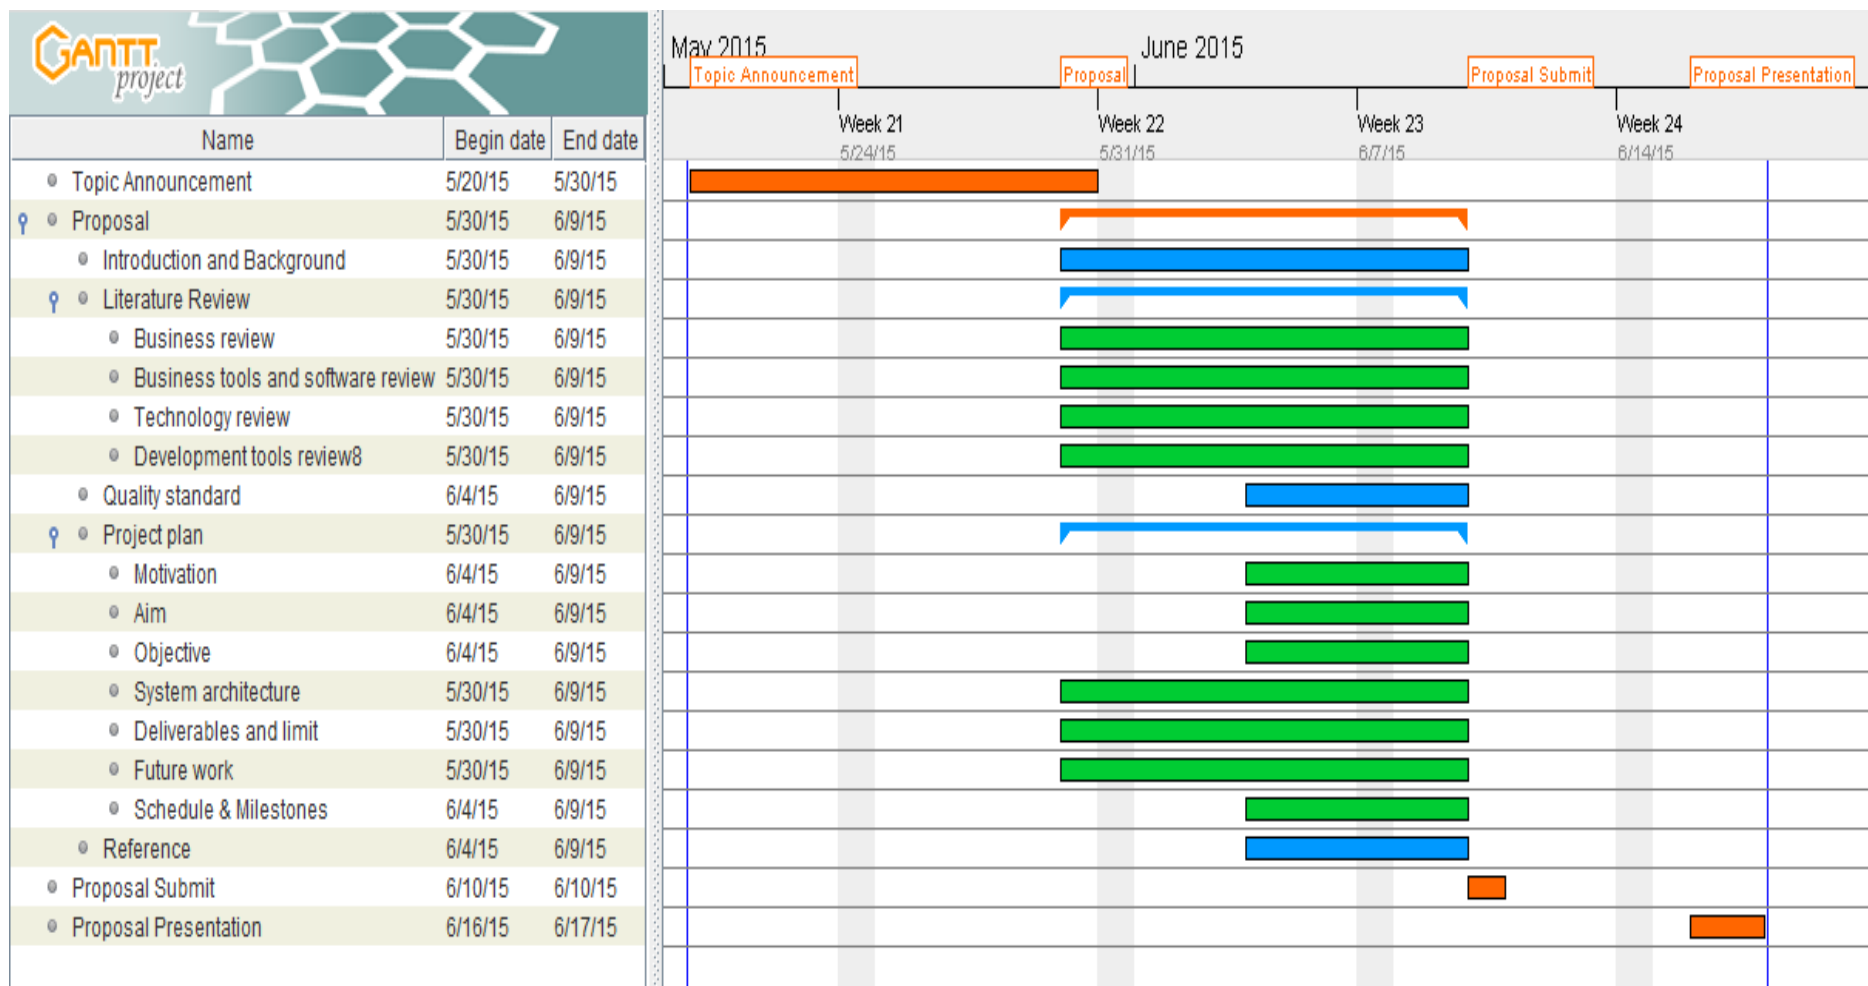 GANTT
project
May 2015
June 2015
Topic Announcement
Proposal
Proposal Submit
Proposal Presentation
Week 21
Week 22
Week 23
Week 24
5/24/15
5/31/15
6/7/15
6/14/15
Name Begin date End date
Topic Announcement 5/20/15 5/30/15
Proposal 5/30/15 6/9/15
Introduction and Background 5/30/15 6/9/15
Literature Review 5/30/15 6/9/15
Business review 5/30/15 6/9/15
Business tools and software review 5/30/15 6/9/15
Technology review 5/30/15 6/9/15
Development tools review8 5/30/15 6/9/15
Quality standard 6/4/15 6/9/15
Project plan 5/30/15 6/9/15
Motivation 6/4/15 6/9/15
Aim 6/4/15 6/9/15
Objective 6/4/15 6/9/15
System architecture 5/30/15 6/9/15
Deliverables and limit 5/30/15 6/9/15
Future work 5/30/15 6/9/15
Schedule & Milestones 6/4/15 6/9/15
Reference 6/4/15 6/9/15
Proposal Submit 6/10/15 6/10/15
Proposal Presentation 6/16/15 6/17/15